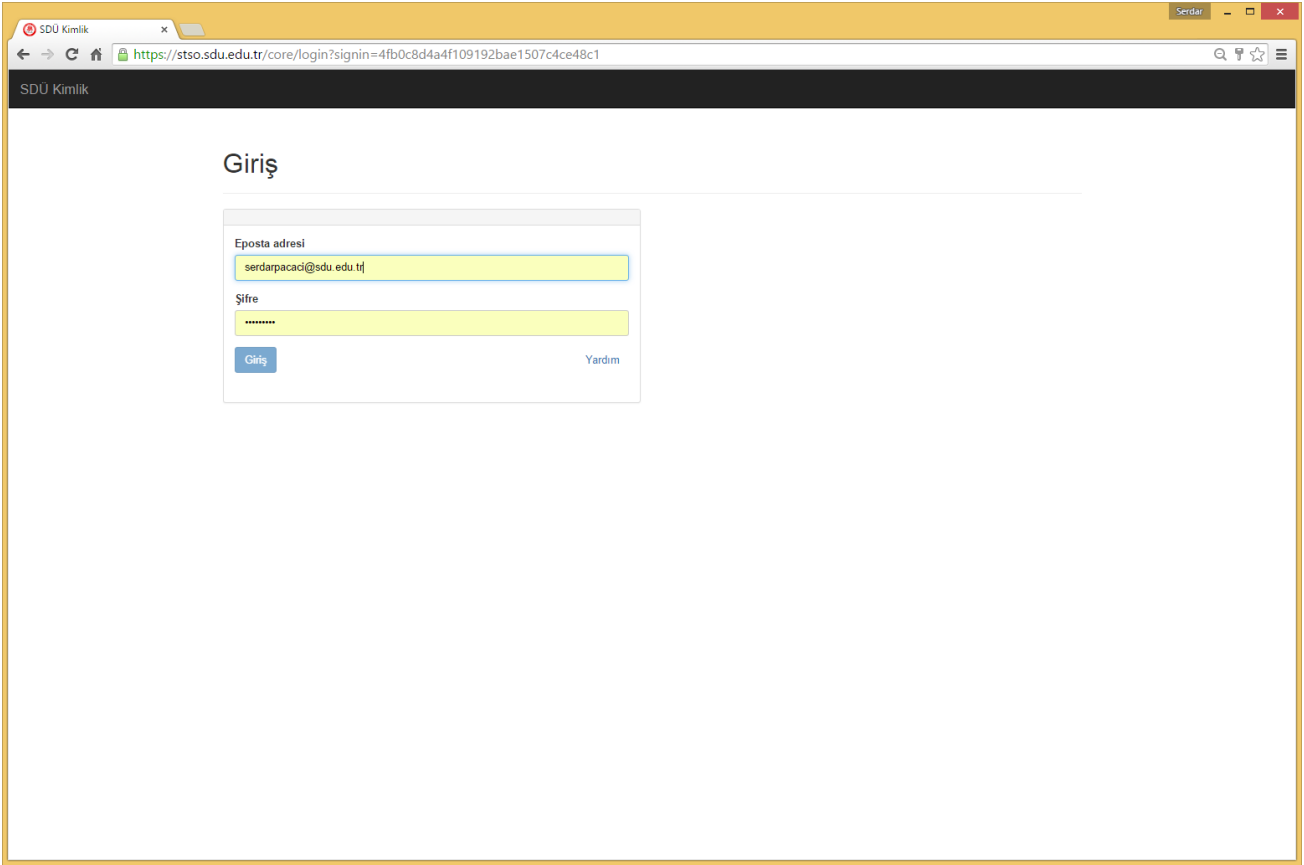 Serdar
SDÜ Kimlik
https://stso.sdu.edu.tr/core/login?signin=4fb0c8d4a4f109192bae1507c4ce48c1
SDÜ Kimlik
Giriş
Eposta adresi
serdarpacaci@sdu.edu.tr
Şifre
•••••••••
Giriş Yardım